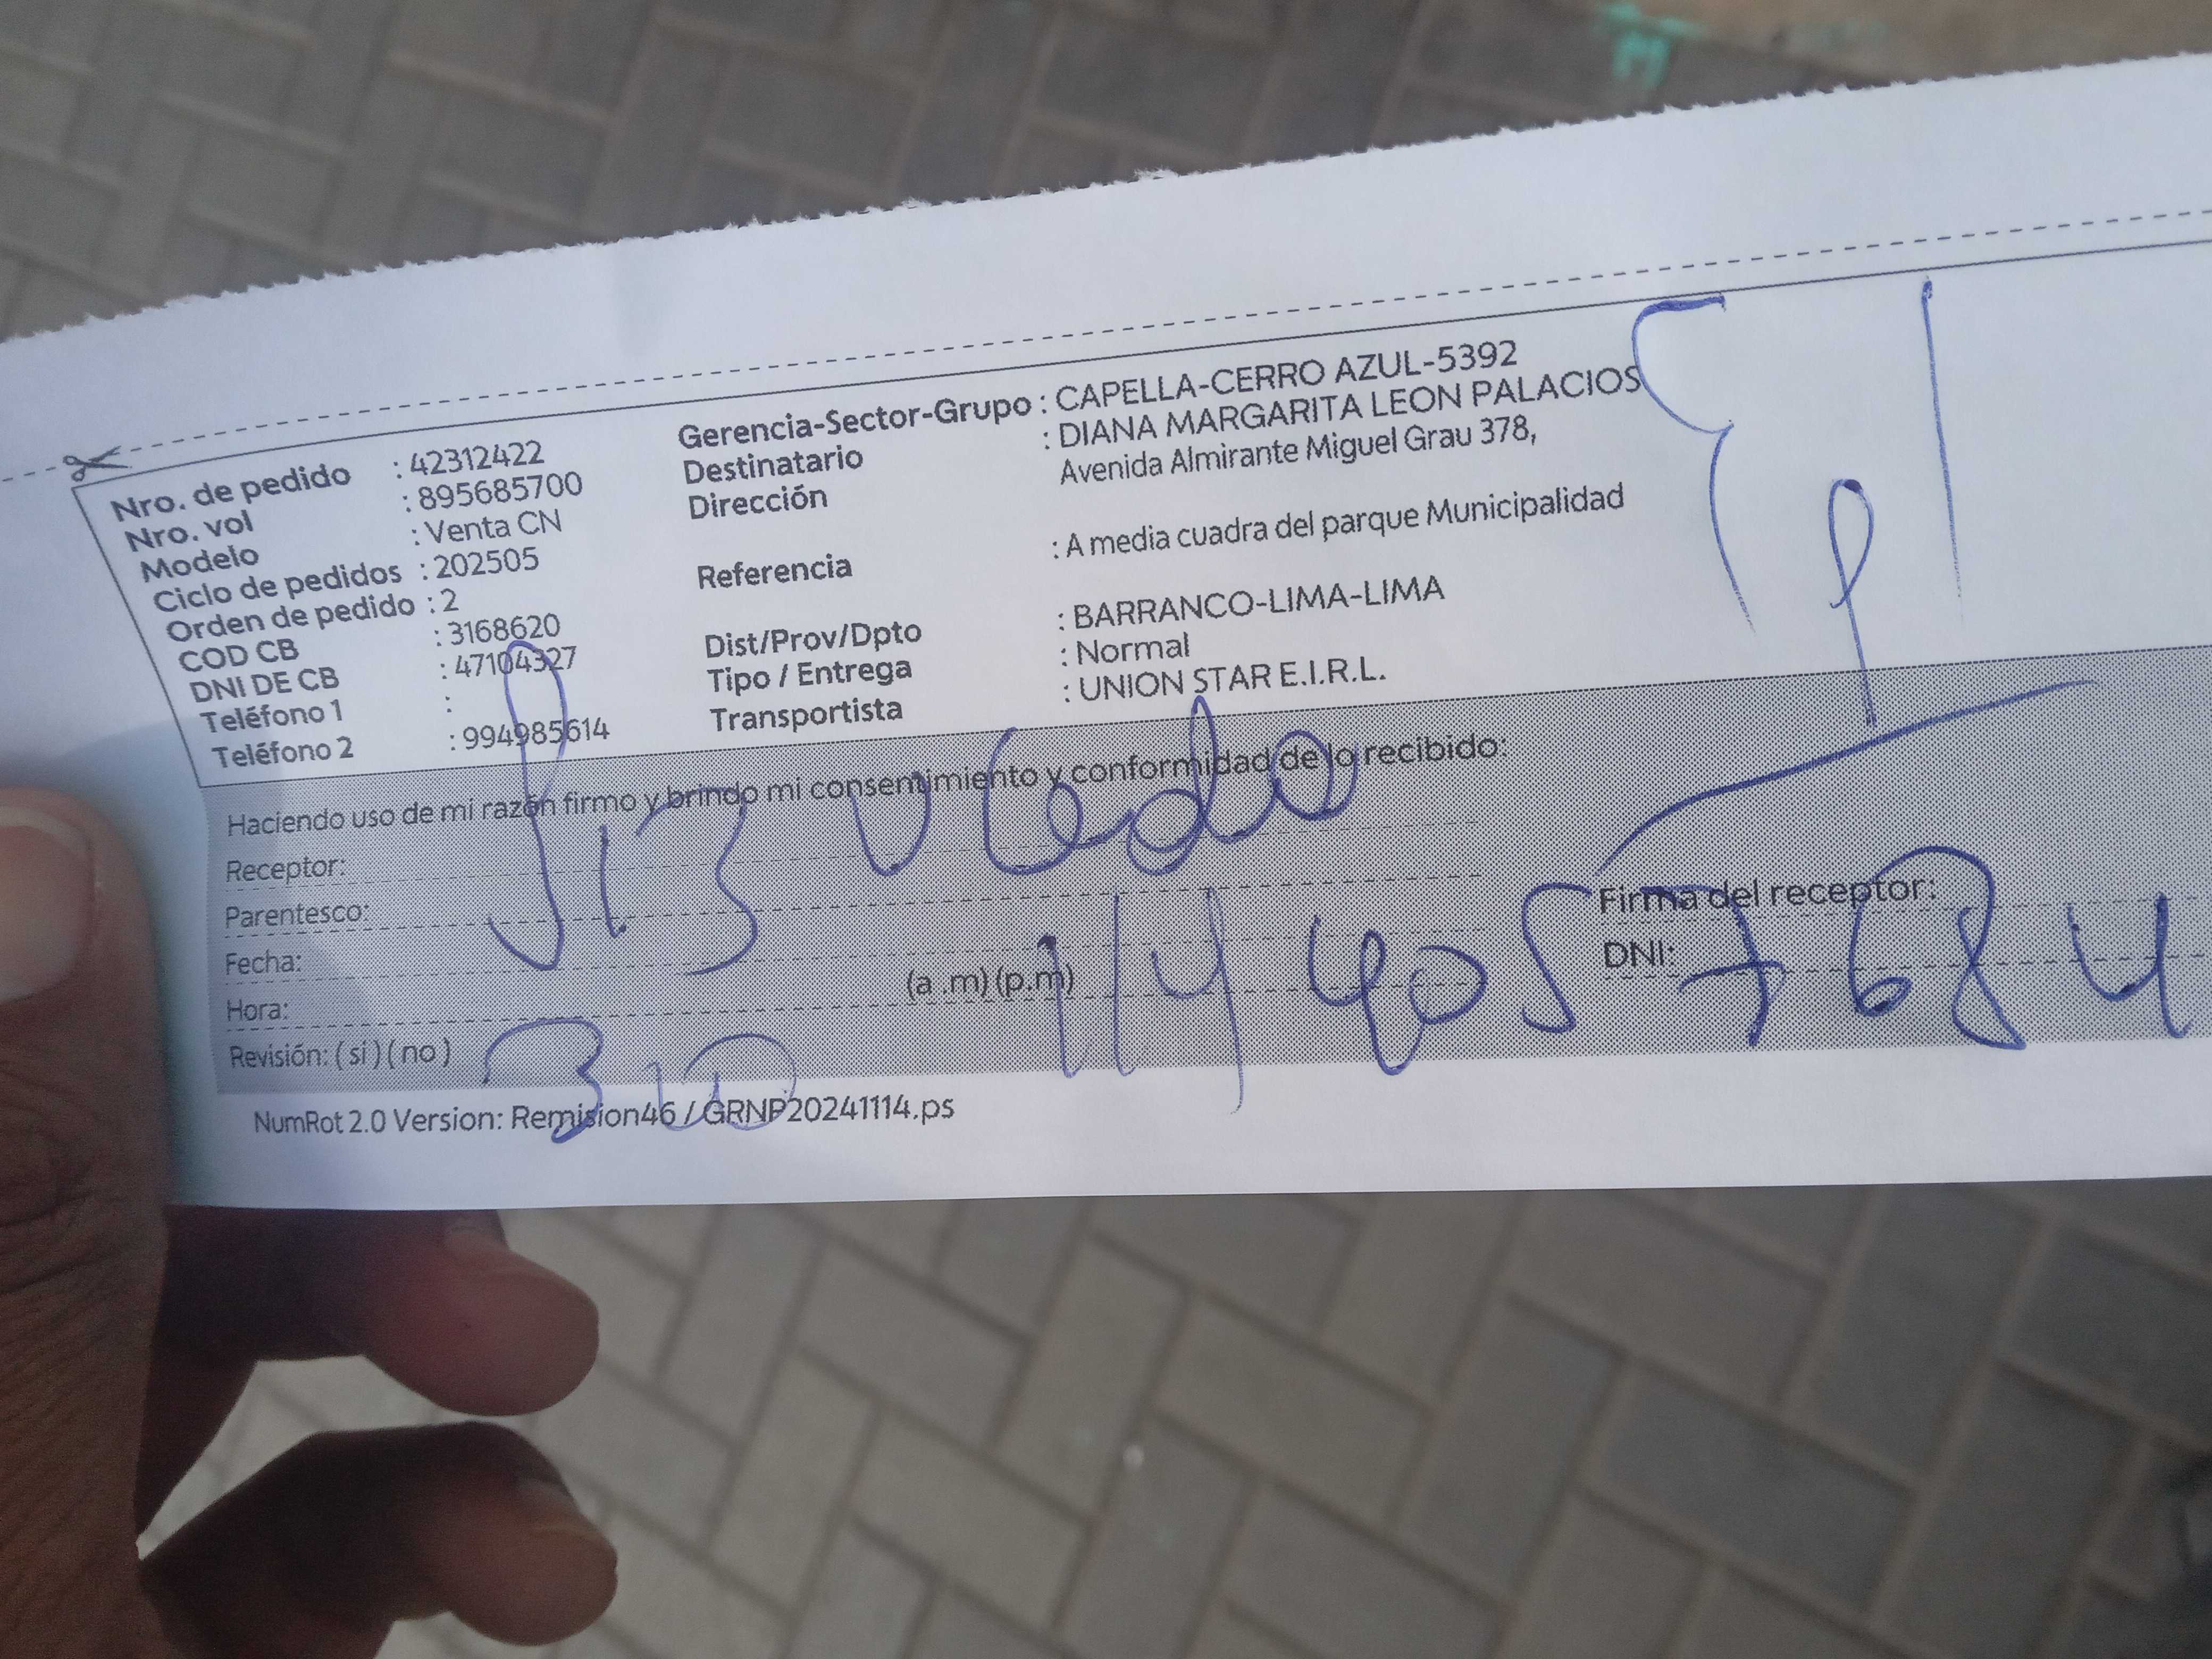 Nro. de pedido : 42312422
Nro. vol : 895685700
Modelo : Venta CN
Ciclo de pedidos : 202505
Orden de pedido : 2
COD CB : 3168620
DNI DE CB : 47104327
Teléfono 1 :
Teléfono 2 : 994985614
Gerencia-Sector-Grupo : CAPELLA-CERRO AZUL-5392
Destinatario : DIANA MARGARITA LEON PALACIOS
Dirección Avenida Almirante Miguel Grau 378,
Referencia : A media cuadra del parque Municipalidad
Dist/Prov/Dpto : BARRANCO-LIMA-LIMA
Tipo / Entrega : Normal
Transportista : UNION STAR E.I.R.L.
Haciendo uso de mi razón firmo y brindo mi consentimiento y conformidad de lo recibido:
Receptor:
Parentesco:
Fecha:
Hora: (a .m) (p.m)
Revisión: ( si ) ( no )
Firma del receptor:
DNI:
NumRot 2.0 Version: Remision46 / GRNP20241114.ps